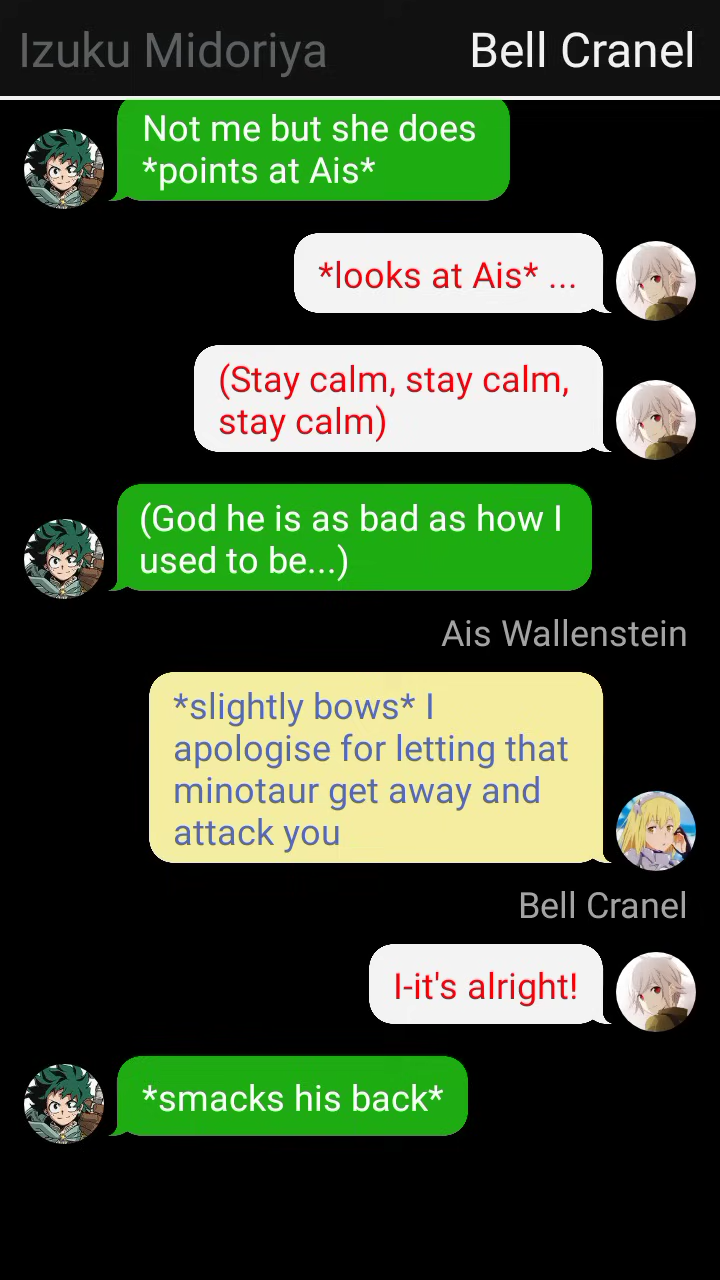 Izuku Midoriya Bell Cranel
Not me but she does
*points at Ais*
*looks at Ais* ...
(Stay calm, stay calm,
stay calm)
(God he is as bad as how I
used to be...)
Ais Wallenstein
*slightly bows* I
apologise for letting that
minotaur get away and
attack you
Bell Cranel
I-it's alright!
*smacks his back*